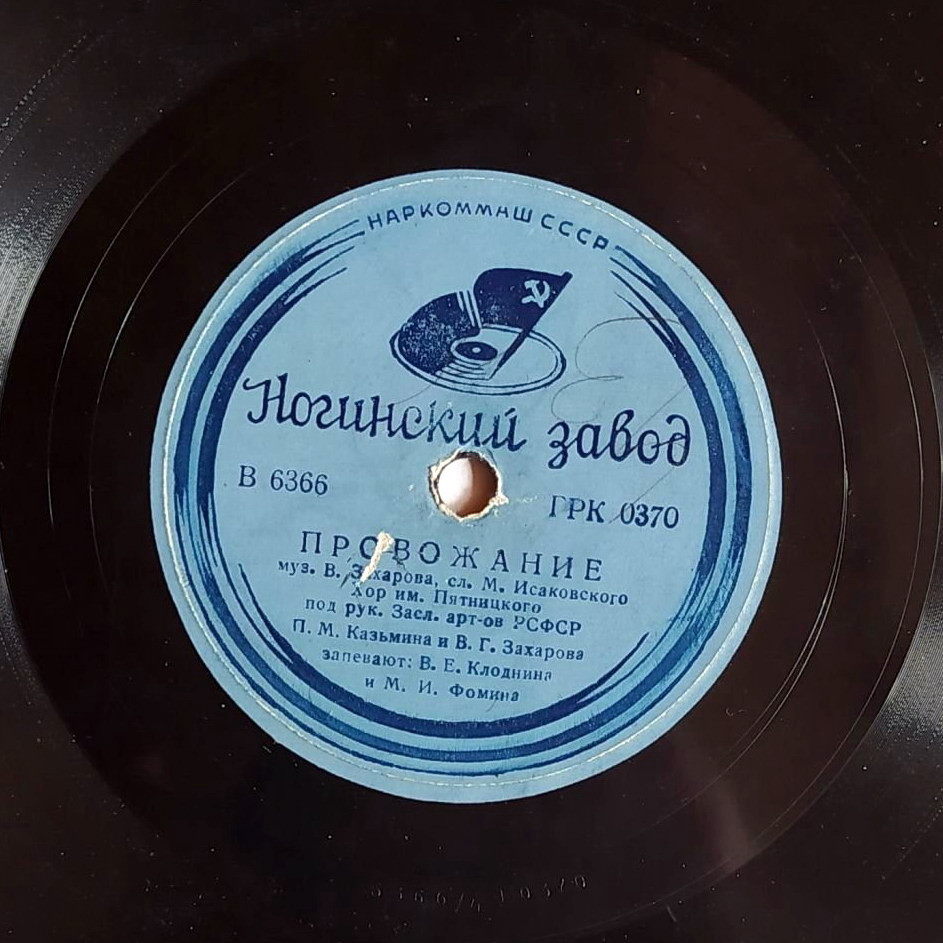 НАРКОММАШ СССР
Ногинский завод
В 6366
ГРК 0370
ПРОВОЖАНИЕ
муз. В. Захарова, сл. М. Исаковского
Хор им. Пятницкого
под рук. Засл. арт-ов РСФСР
П. М. Казьмина и В. Г. Захарова
запевают: В. Е. Клоднина
и М. И. Фомина